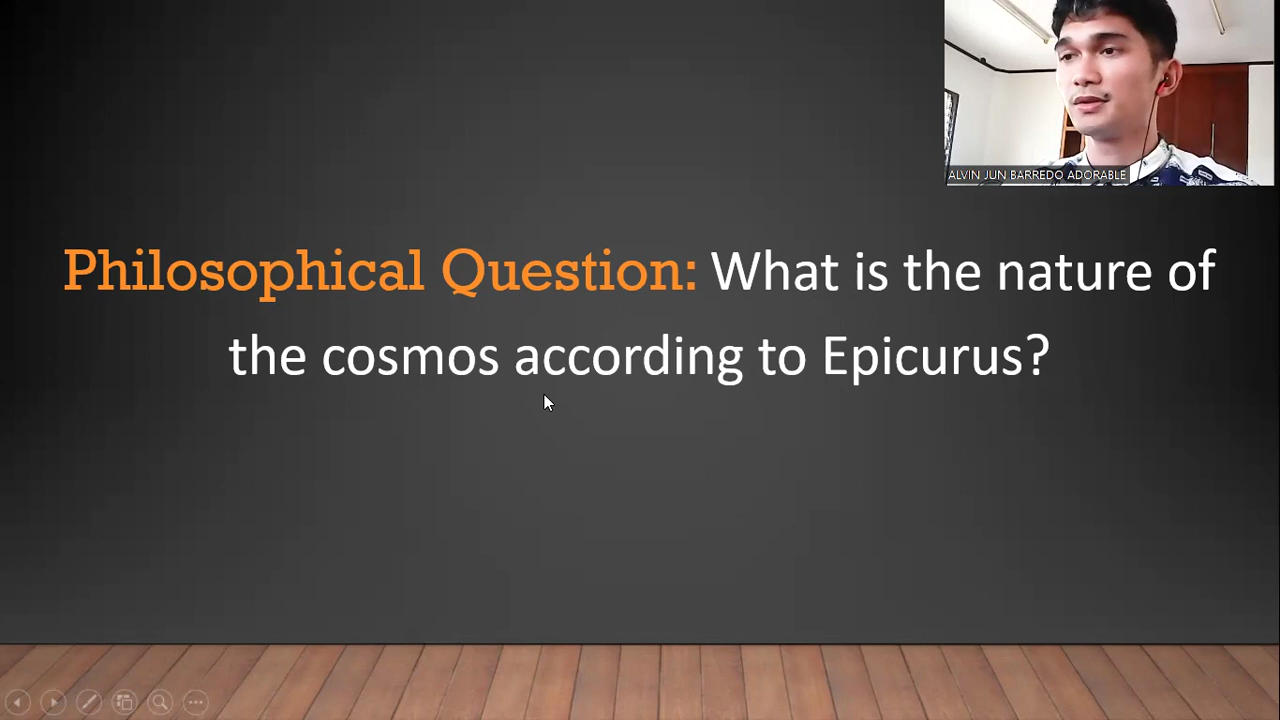 ALVIN JUN BARREDO ADORABLE
Philosophical Question: What is the nature of
the cosmos according to Epicurus?